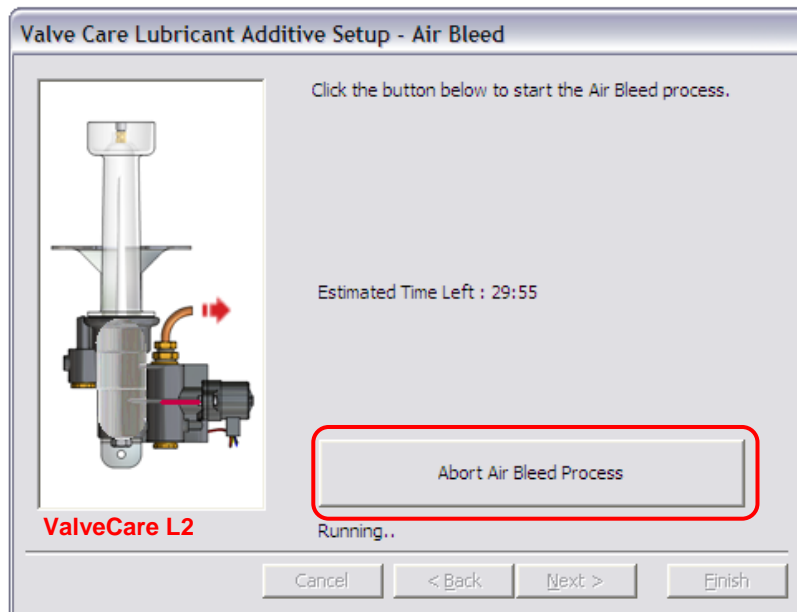 Valve Care Lubricant Additive Setup - Air Bleed
Click the button below to start the Air Bleed process.
Estimated Time Left : 29:55
Abort Air Bleed Process
ValveCare L2
Running..
Cancel
< Back
Next >
Finish